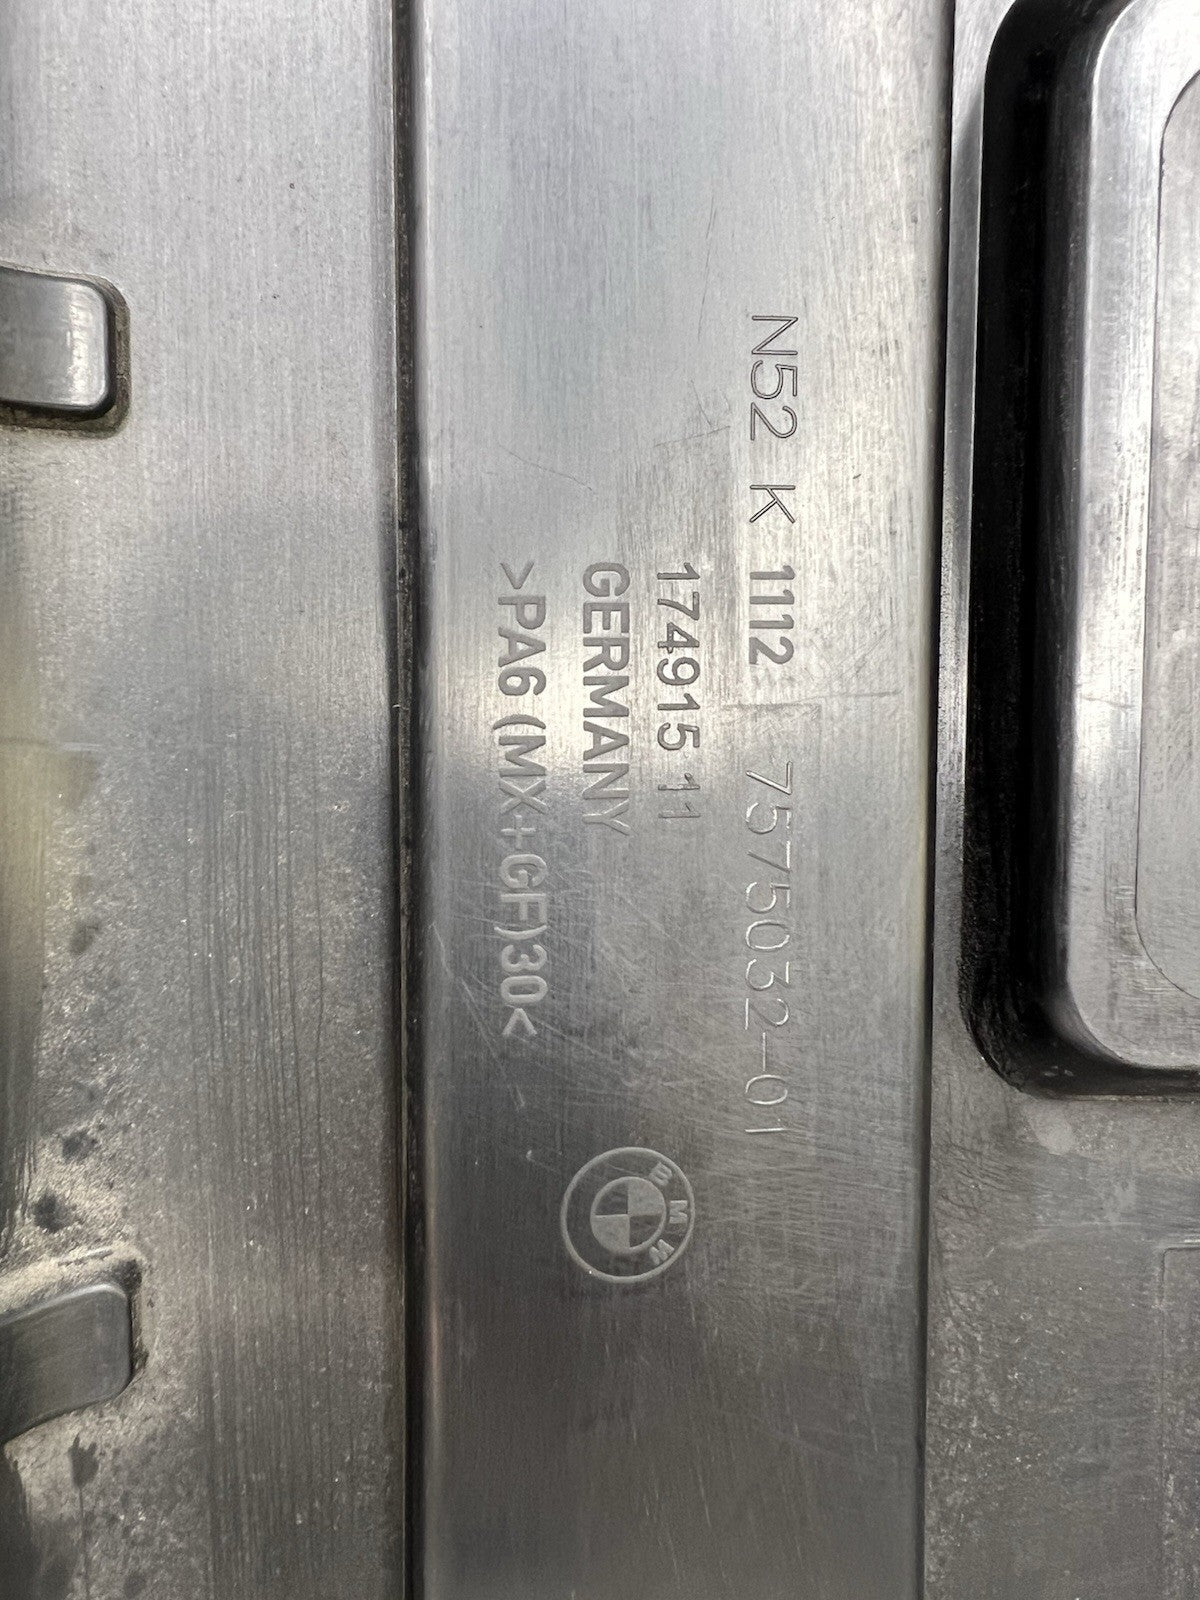 N52 K 1112 7575032-01
174915 11
GERMANY
>PA6 (MX+GF)30<
BMW